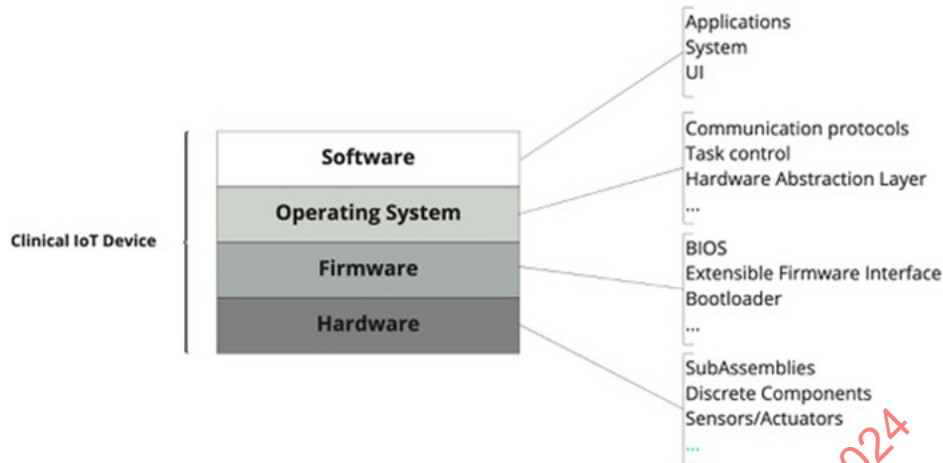 Applications
System
UI
Software
Communication protocols
Task control
Hardware Abstraction Layer
...
Operating System
Clinical IoT Device
BIOS
Extensible Firmware Interface
Bootloader
...
Firmware
Hardware
SubAssemblies
Discrete Components
Sensors/Actuators
...
024